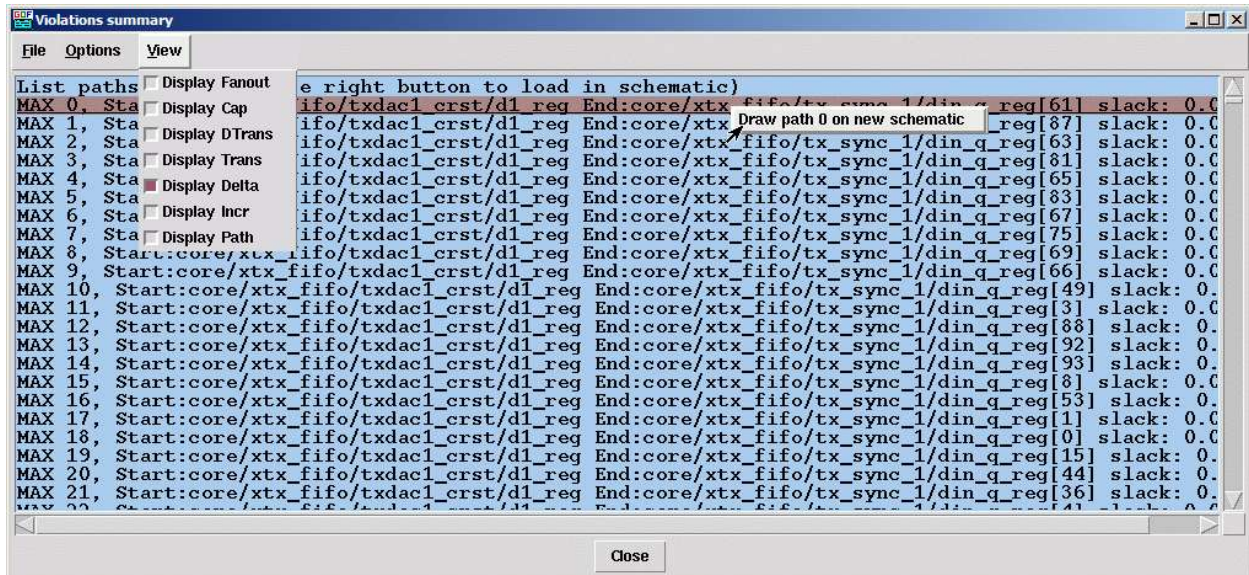 GOF Violations summary
File Options View
Display Fanout
Display Cap
Display DTrans
Display Trans
Display Delta
Display Incr
Display Path
List paths e right button to load in schematic)
MAX 0, Sta ifo/txdac1_crst/d1_reg End:core/xtx_fifo/tx_sync_1/din_q_reg[61] slack: 0.0
Draw path 0 on new schematic
MAX 1, Sta ifo/txdac1_crst/d1_reg End:core/xtx _reg[87] slack: 0.0
MAX 2, Sta ifo/txdac1_crst/d1_reg End:core/xtx_fifo/tx_sync_1/din_q_reg[63] slack: 0.0
MAX 3, Sta ifo/txdac1_crst/d1_reg End:core/xtx_fifo/tx_sync_1/din_q_reg[81] slack: 0.0
MAX 4, Sta ifo/txdac1_crst/d1_reg End:core/xtx_fifo/tx_sync_1/din_q_reg[65] slack: 0.0
MAX 5, Sta ifo/txdac1_crst/d1_reg End:core/xtx_fifo/tx_sync_1/din_q_reg[83] slack: 0.0
MAX 6, Sta ifo/txdac1_crst/d1_reg End:core/xtx_fifo/tx_sync_1/din_q_reg[67] slack: 0.0
MAX 7, Sta ifo/txdac1_crst/d1_reg End:core/xtx_fifo/tx_sync_1/din_q_reg[75] slack: 0.0
MAX 8, Start:core/xtx_fifo/txdac1_crst/d1_reg End:core/xtx_fifo/tx_sync_1/din_q_reg[69] slack: 0.0
MAX 9, Start:core/xtx_fifo/txdac1_crst/d1_reg End:core/xtx_fifo/tx_sync_1/din_q_reg[66] slack: 0.0
MAX 10, Start:core/xtx_fifo/txdac1_crst/d1_reg End:core/xtx_fifo/tx_sync_1/din_q_reg[49] slack: 0.
MAX 11, Start:core/xtx_fifo/txdac1_crst/d1_reg End:core/xtx_fifo/tx_sync_1/din_q_reg[3] slack: 0.0
MAX 12, Start:core/xtx_fifo/txdac1_crst/d1_reg End:core/xtx_fifo/tx_sync_1/din_q_reg[88] slack: 0.
MAX 13, Start:core/xtx_fifo/txdac1_crst/d1_reg End:core/xtx_fifo/tx_sync_1/din_q_reg[92] slack: 0.
MAX 14, Start:core/xtx_fifo/txdac1_crst/d1_reg End:core/xtx_fifo/tx_sync_1/din_q_reg[93] slack: 0.
MAX 15, Start:core/xtx_fifo/txdac1_crst/d1_reg End:core/xtx_fifo/tx_sync_1/din_q_reg[8] slack: 0.0
MAX 16, Start:core/xtx_fifo/txdac1_crst/d1_reg End:core/xtx_fifo/tx_sync_1/din_q_reg[53] slack: 0.
MAX 17, Start:core/xtx_fifo/txdac1_crst/d1_reg End:core/xtx_fifo/tx_sync_1/din_q_reg[1] slack: 0.0
MAX 18, Start:core/xtx_fifo/txdac1_crst/d1_reg End:core/xtx_fifo/tx_sync_1/din_q_reg[0] slack: 0.0
MAX 19, Start:core/xtx_fifo/txdac1_crst/d1_reg End:core/xtx_fifo/tx_sync_1/din_q_reg[15] slack: 0.
MAX 20, Start:core/xtx_fifo/txdac1_crst/d1_reg End:core/xtx_fifo/tx_sync_1/din_q_reg[44] slack: 0.
MAX 21, Start:core/xtx_fifo/txdac1_crst/d1_reg End:core/xtx_fifo/tx_sync_1/din_q_reg[36] slack: 0.
Close